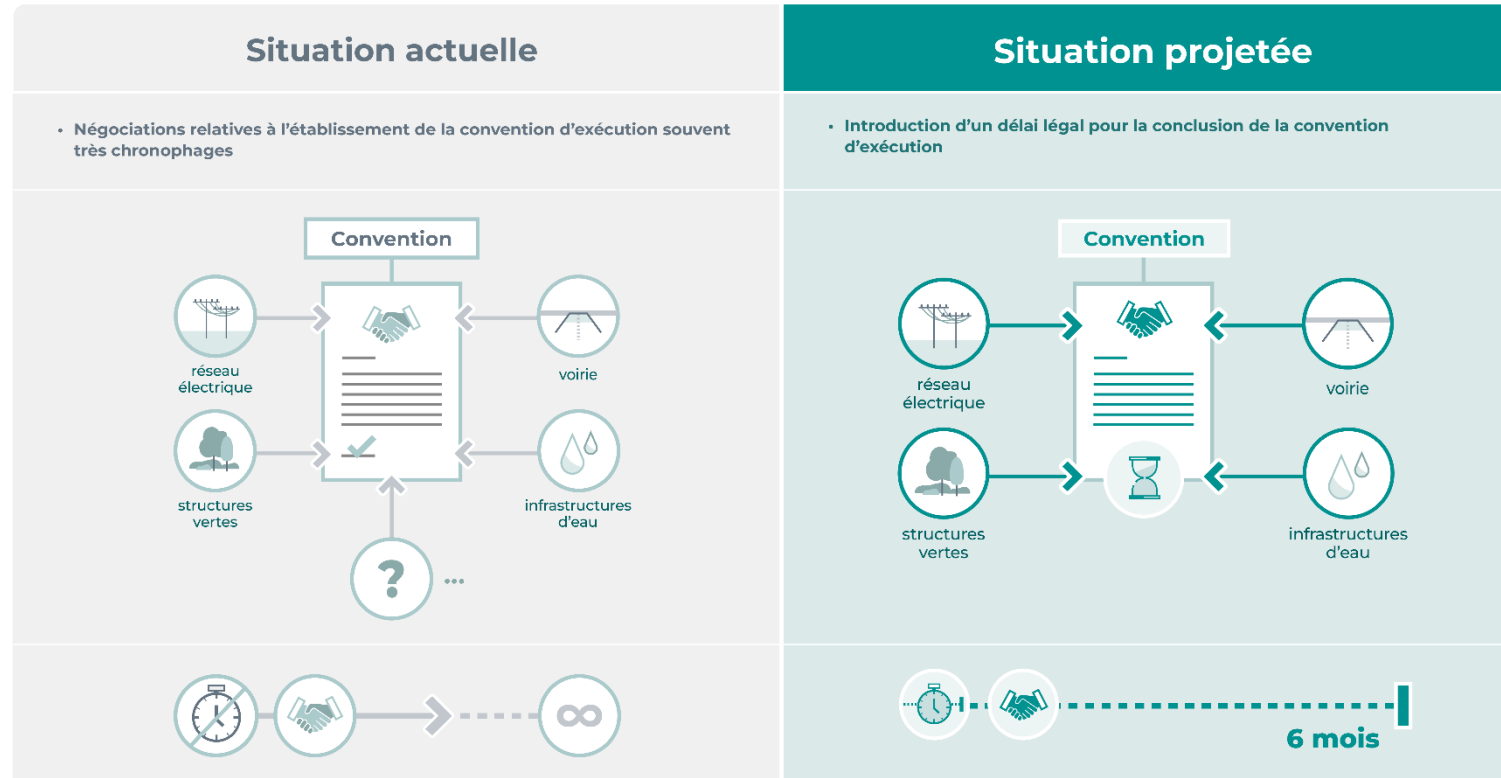 Situation actuelle
• Négociations relatives à l'établissement de la convention d'exécution souvent
très chronophages
Convention
réseau
électrique
voirie
structures
vertes
infrastructures
d'eau
?
...
∞
Situation projetée
• Introduction d'un délai légal pour la conclusion de la convention
d'exécution
Convention
réseau
électrique
voirie
structures
vertes
infrastructures
d'eau
6 mois